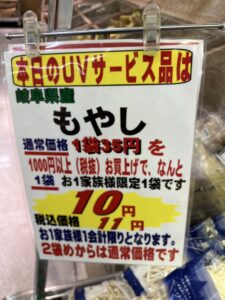 本日のUVサービス品は
岐阜県産
もやし
通常価格 1袋35円を
1000円以上(税抜)お買上げで、なんと
1袋 お1家族様限定1袋です
10円
税込価格 11円
お1家族様1会計限りとなります。
2袋めからは通常価格です